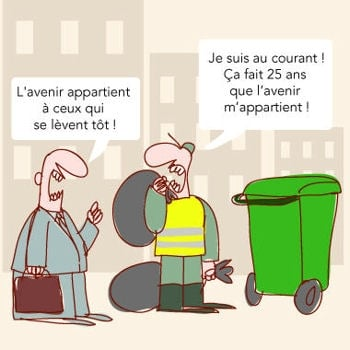 L'avenir appartient
à ceux qui
se lèvent tôt !
Je suis au courant !
Ça fait 25 ans
que l'avenir
m'appartient !